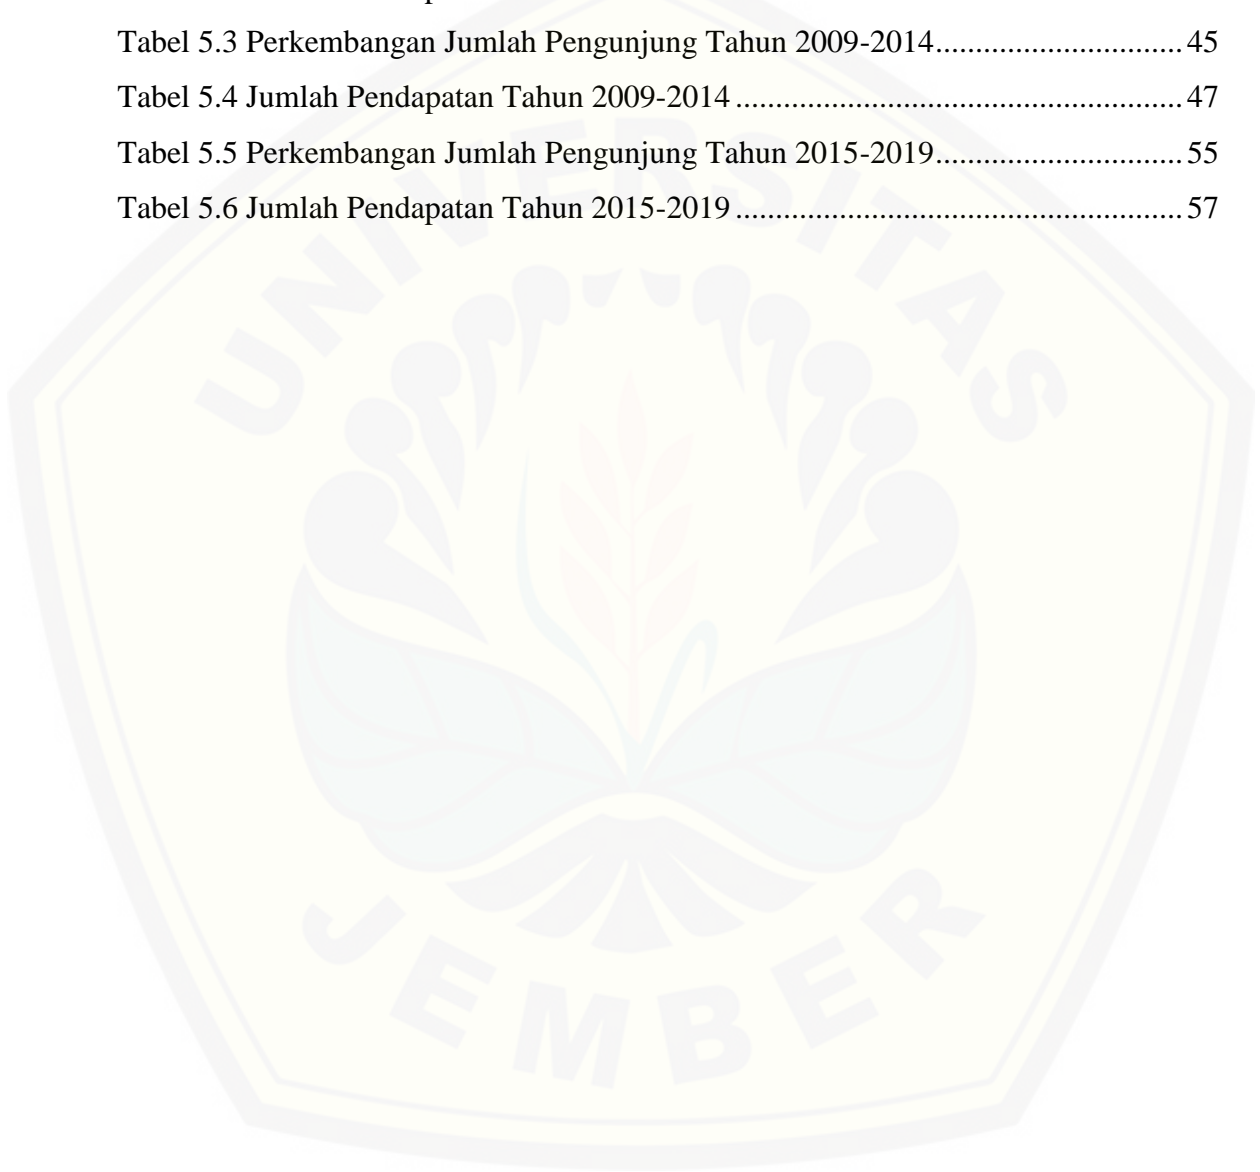 Tabel 5.3 Perkembangan Jumlah Pengunjung Tahun 2009-2014............................... 45
Tabel 5.4 Jumlah Pendapatan Tahun 2009-2014........................................................ 47
Tabel 5.5 Perkembangan Jumlah Pengunjung Tahun 2015-2019............................... 55
Tabel 5.6 Jumlah Pendapatan Tahun 2015-2019........................................................ 57
UNIVERSITAS
JEMBER